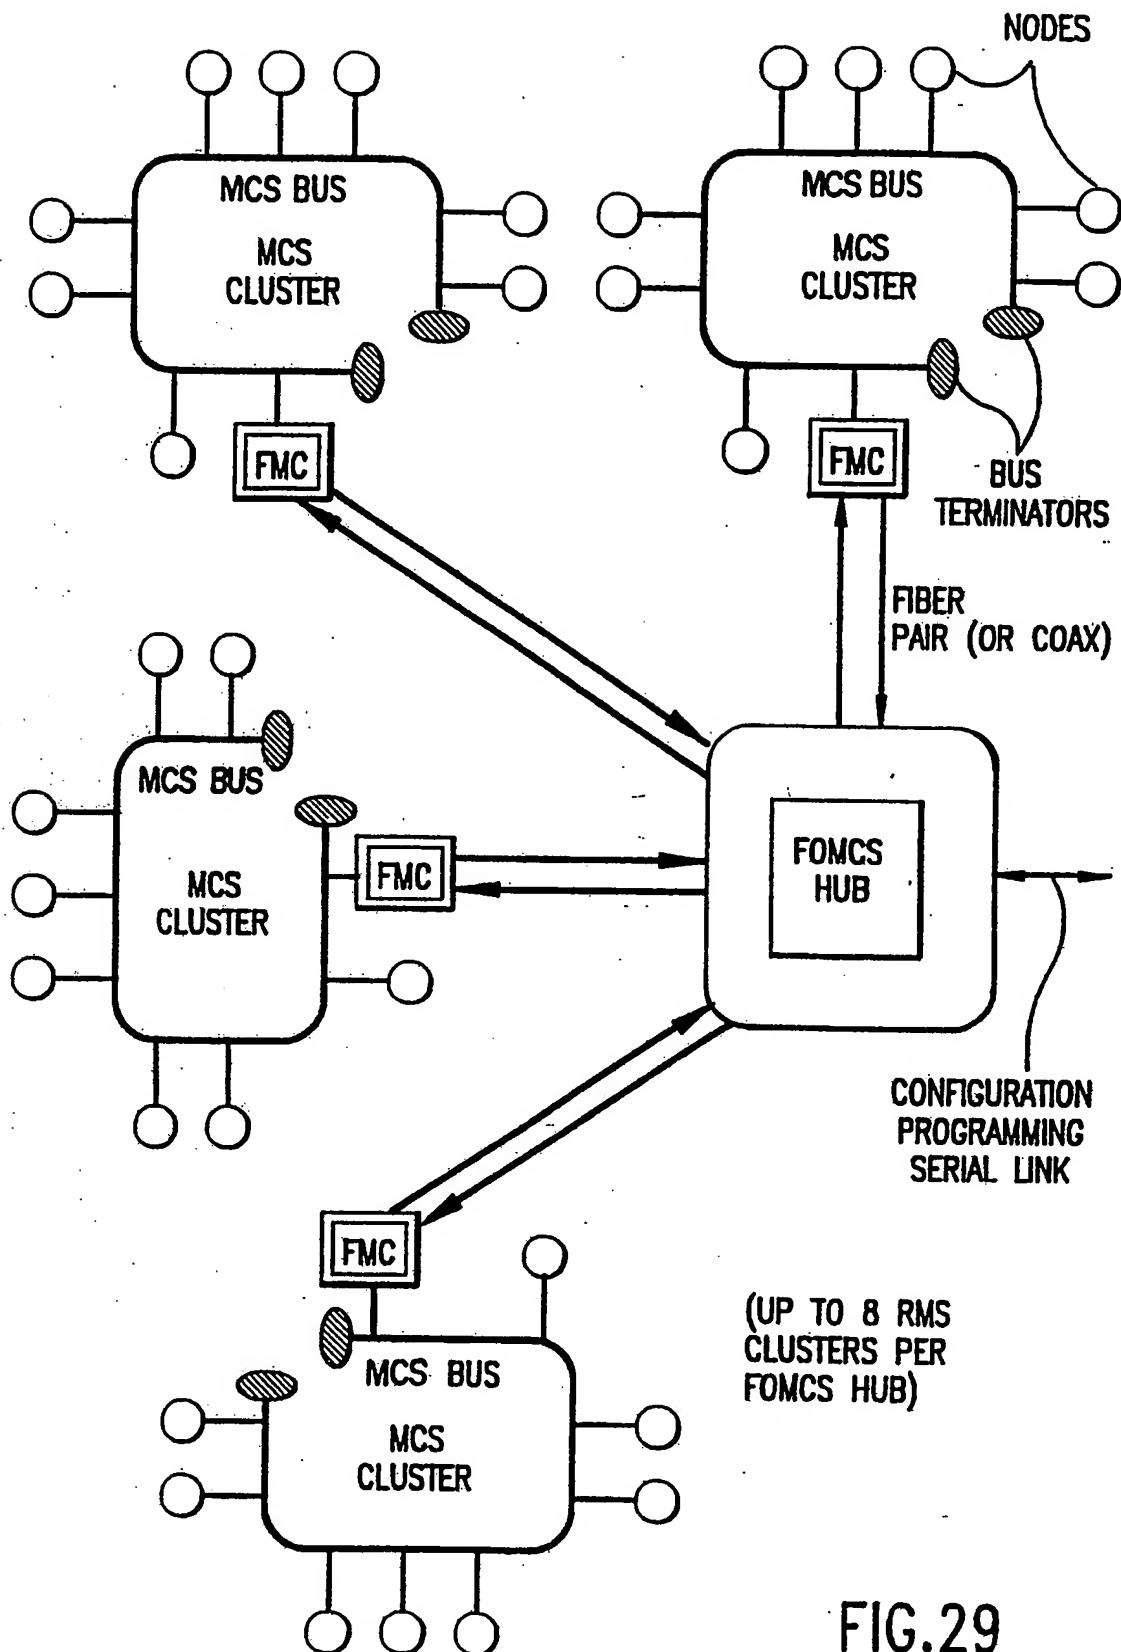 NODES
MCS BUS
MCS
CLUSTER
FMC
MCS BUS
MCS
CLUSTER
FMC
BUS
TERMINATORS
FIBER
PAIR (OR COAX)
MCS BUS
MCS
CLUSTER
FMC
FOMCS
HUB
CONFIGURATION
PROGRAMMING
SERIAL LINK
FMC
MCS BUS
MCS
CLUSTER
(UP TO 8 RMS
CLUSTERS PER
FOMCS HUB)
FIG.29